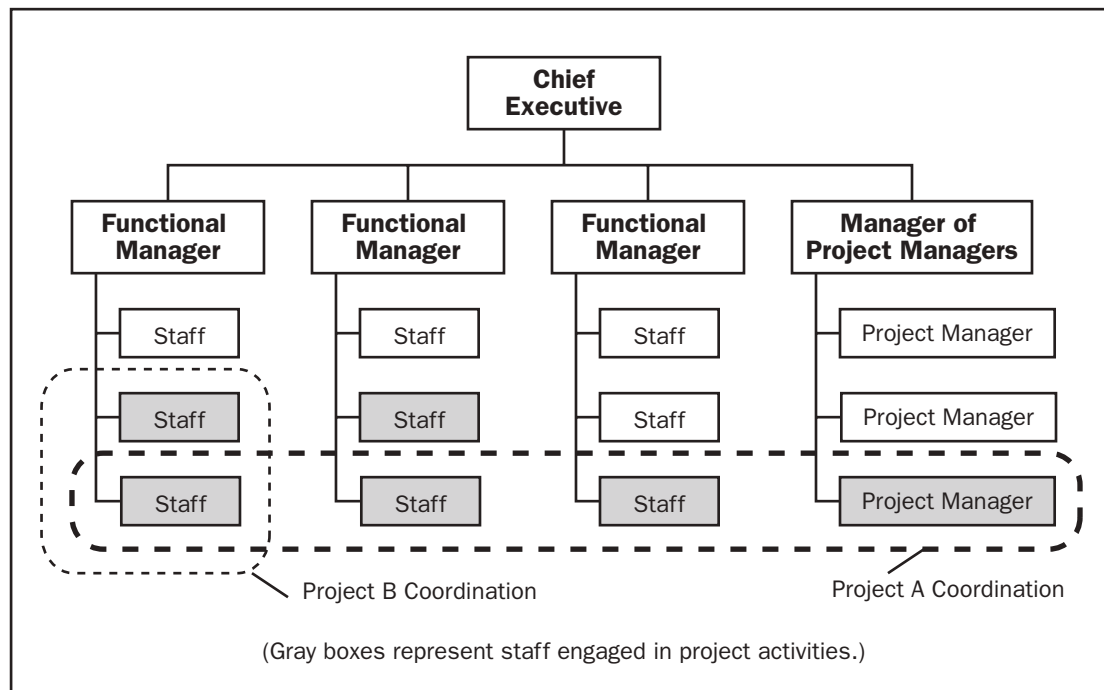 Chief
Executive
Functional
Manager
Functional
Manager
Functional
Manager
Manager of
Project Managers
Staff
Staff
Staff
Project Manager
Staff
Staff
Staff
Project Manager
Staff
Staff
Staff
Project Manager
Project B Coordination
Project A Coordination
(Gray boxes represent staff engaged in project activities.)